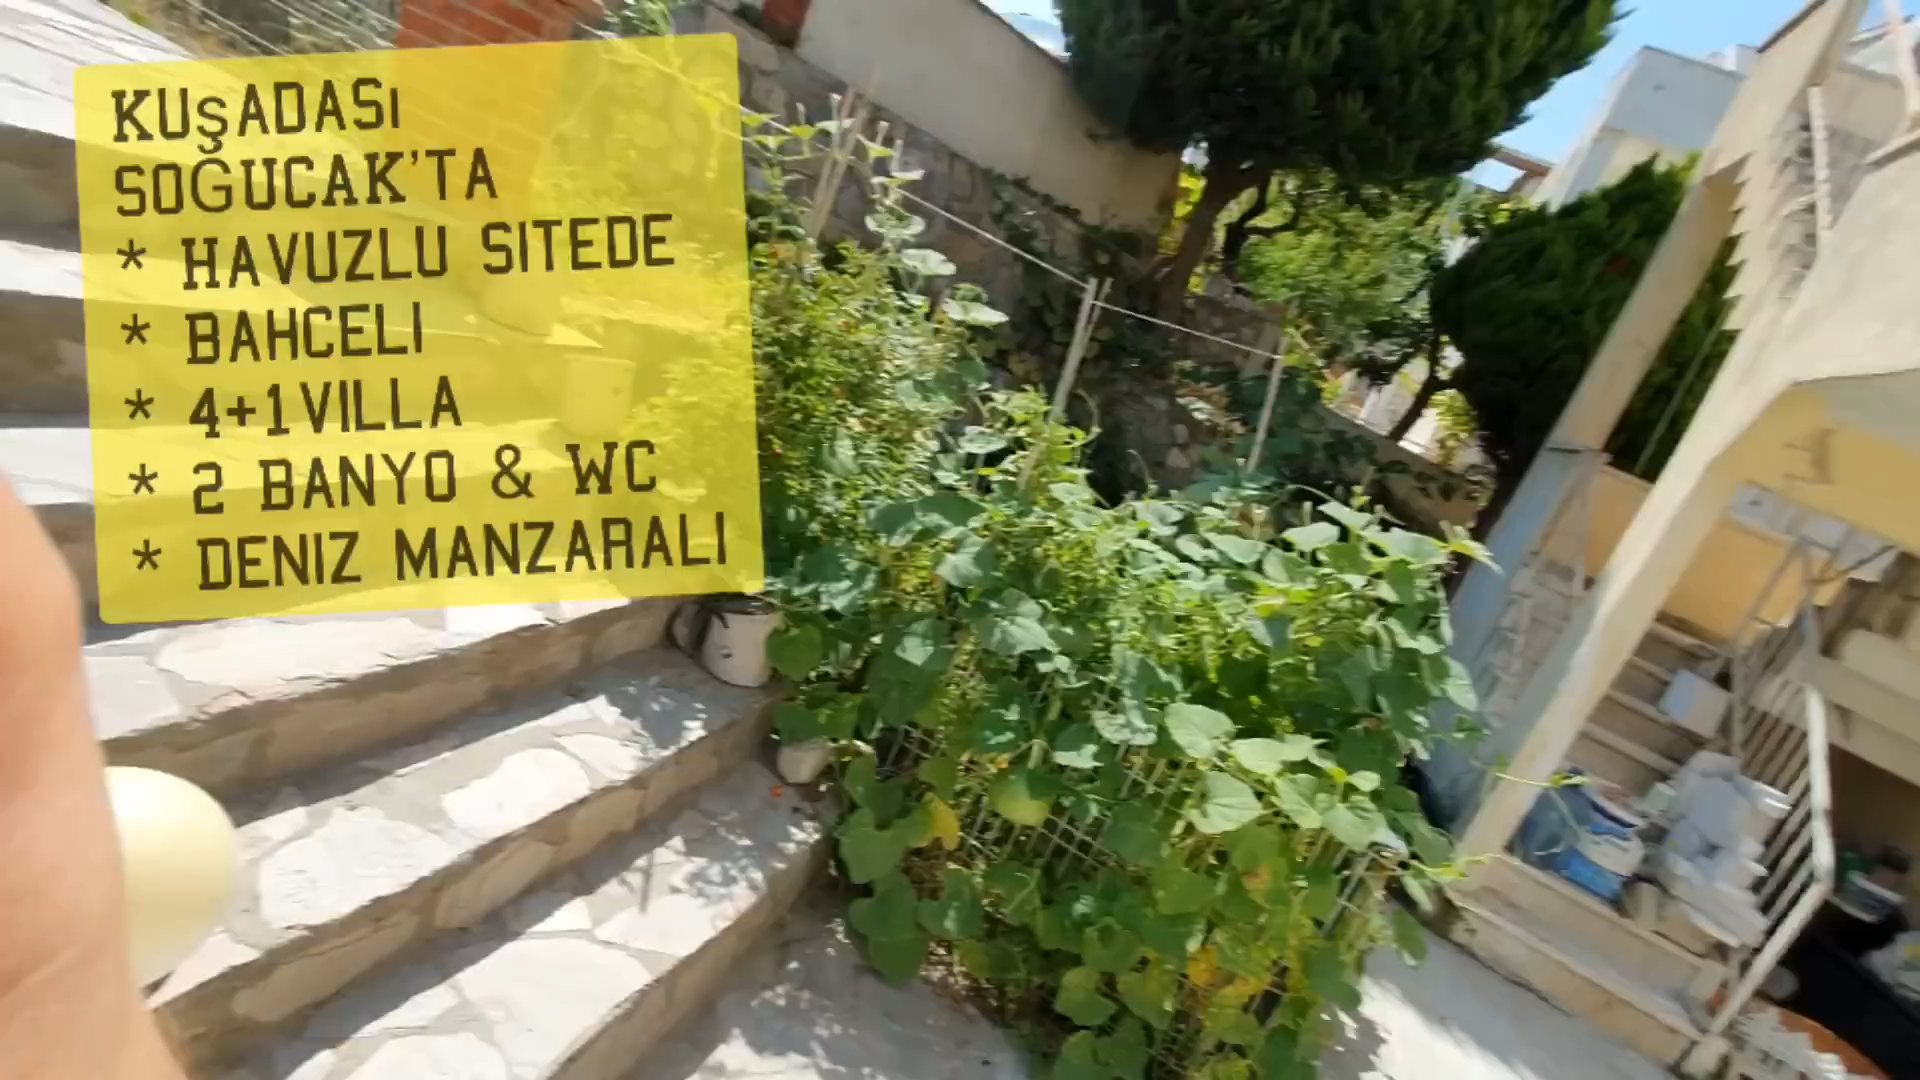 KUŞADASI
SOĞUCAK'TA
* HAVUZLU SITEDE
* BAHCELI
* 4+1VILLA
* 2 BANYO & WC
* DENIZ MANZARALI